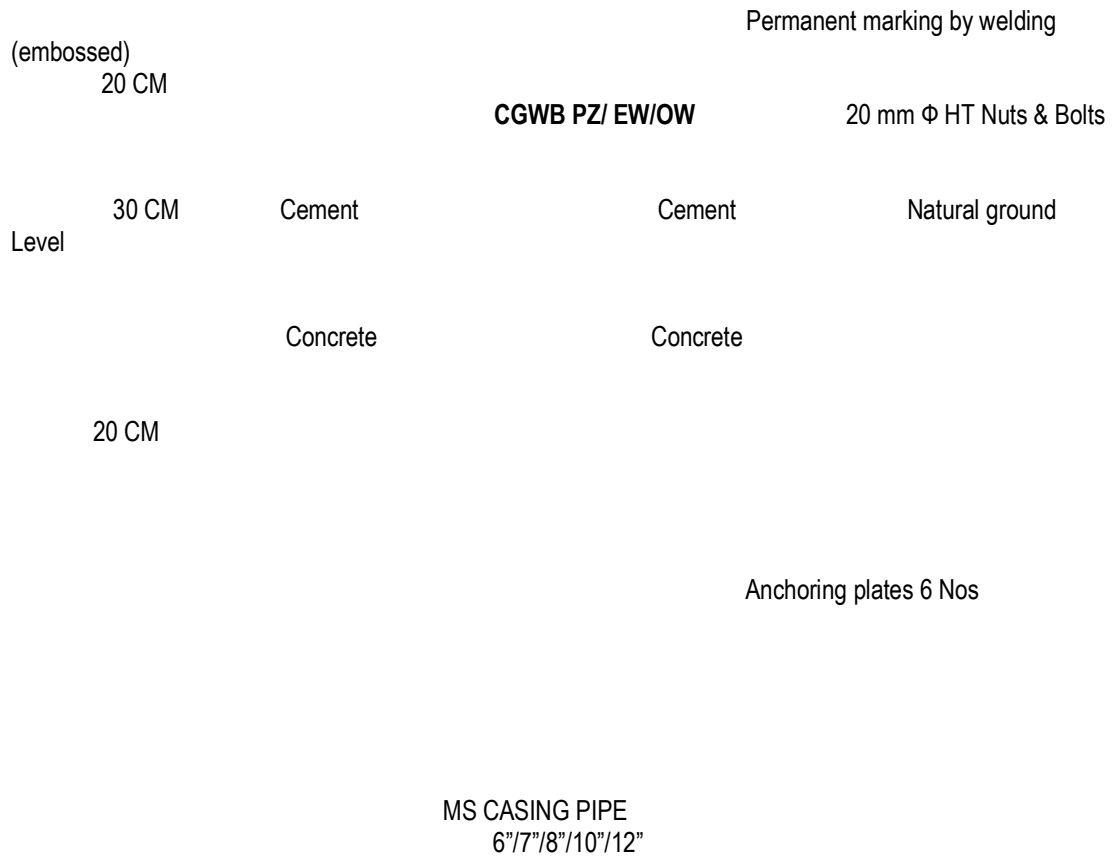 Permanent marking by welding
(embossed)
20 CM
CGWB PZ/ EW/OW 20 mm Φ HT Nuts & Bolts
30 CM Cement Cement Natural ground
Level
Concrete Concrete
20 CM
Anchoring plates 6 Nos
MS CASING PIPE
6”/7”/8”/10”/12”